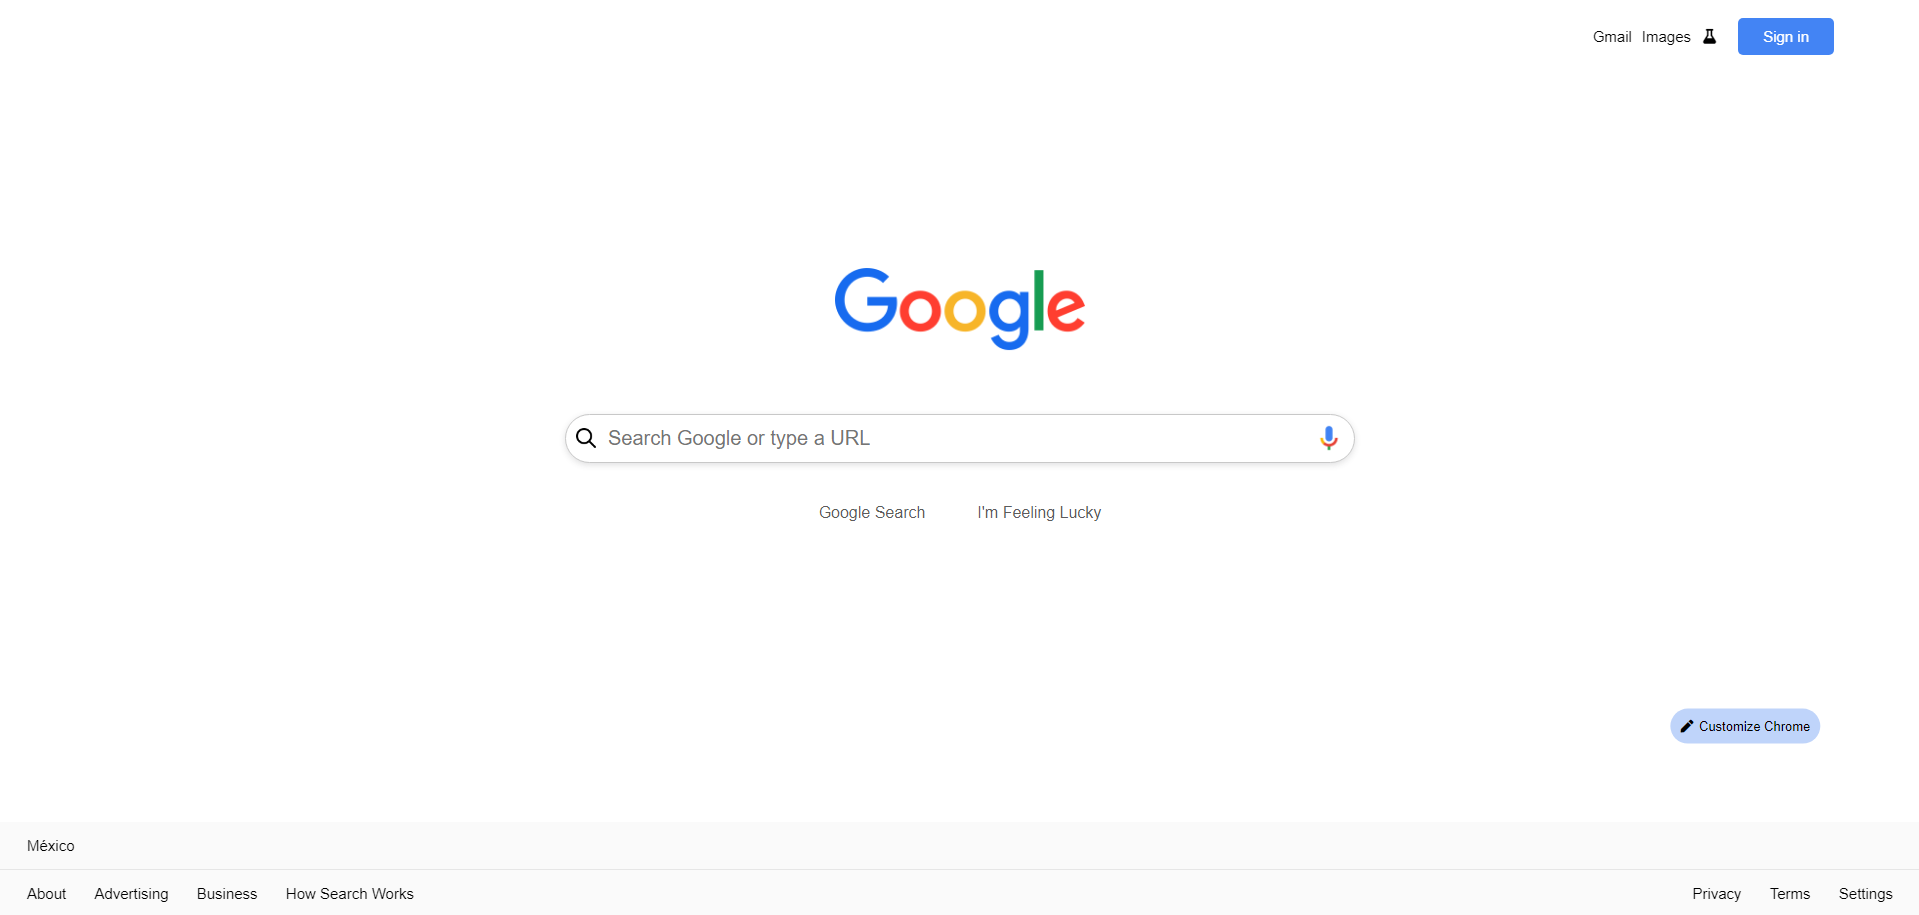 Gmail Images Sign in
Google
Search Google or type a URL
Google Search I'm Feeling Lucky
Customize Chrome
México
About Advertising Business How Search Works Privacy Terms Settings